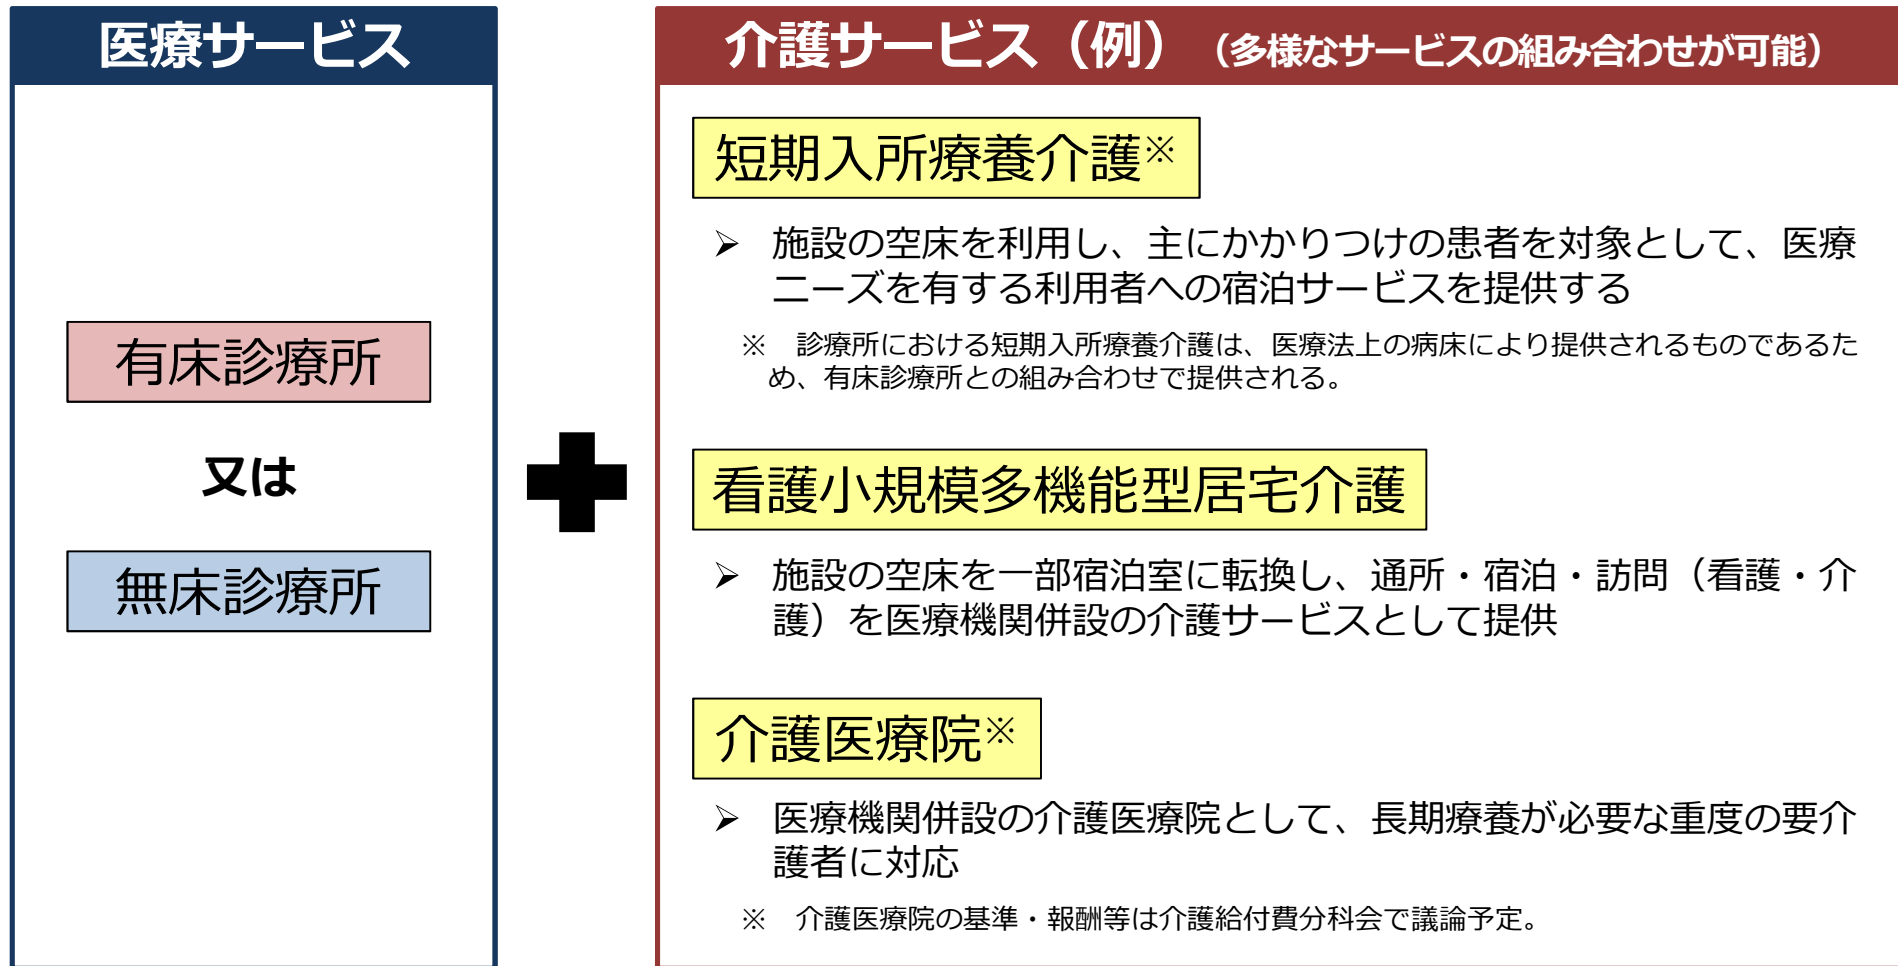 医療サービス
有床診療所
又は
無床診療所
介護サービス（例）（多様なサービスの組み合わせが可能）
短期入所療養介護※
➢ 施設の空床を利用し、主にかかりつけの患者を対象として、医療
ニーズを有する利用者への宿泊サービスを提供する
※ 診療所における短期入所療養介護は、医療法上の病床により提供されるものであるた
め、有床診療所との組み合わせで提供される。
看護小規模多機能型居宅介護
➢ 施設の空床を一部宿泊室に転換し、通所・宿泊・訪問（看護・介
護）を医療機関併設の介護サービスとして提供
介護医療院※
➢ 医療機関併設の介護医療院として、長期療養が必要な重度の要介
護者に対応
※ 介護医療院の基準・報酬等は介護給付費分科会で議論予定。